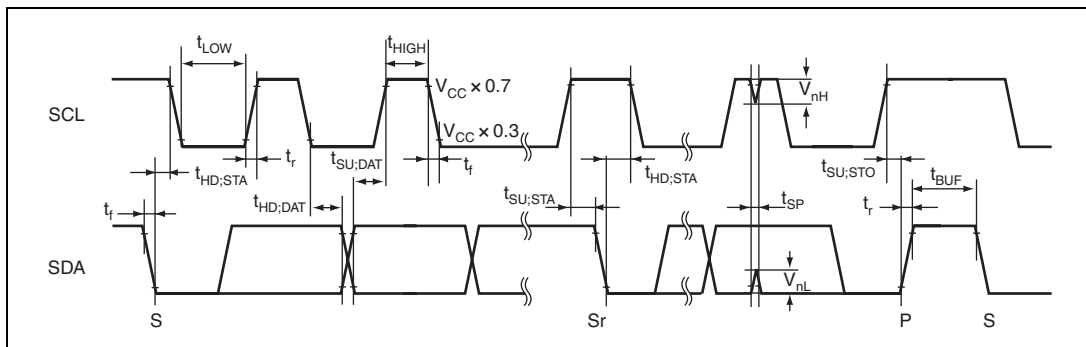 tLOW
tHIGH
VCC × 0.7
VnH
SCL
VCC × 0.3
tr
tSU;DAT
tf
tHD;STA
tHD;STA
tSU;STO
tHD;DAT
tSU;STA
tSP
tBUF
tf
tr
SDA
VnL
S
Sr
P
S